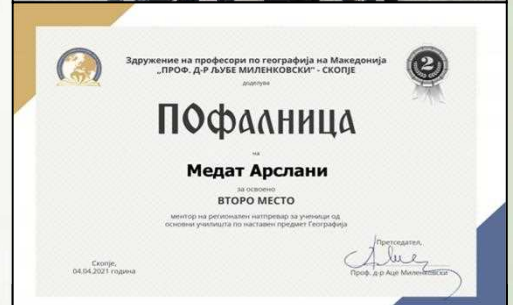 Здружение на професори по географија на Македонија
„ПРОФ. Д-Р ЉУБЕ МИЛЕНКОВСКИ" - СКОПЈЕ
доделува
2
ПОФАЛНИЦА
на
Медат Арслани
за освоено
ВТОРО МЕСТО
ментор на регионален натпревар за ученици од
основни училишта по наставен предмет Географија
Скопје,
04.04.2021 година
Претседател,
Проф. д-р Аце Миленковски